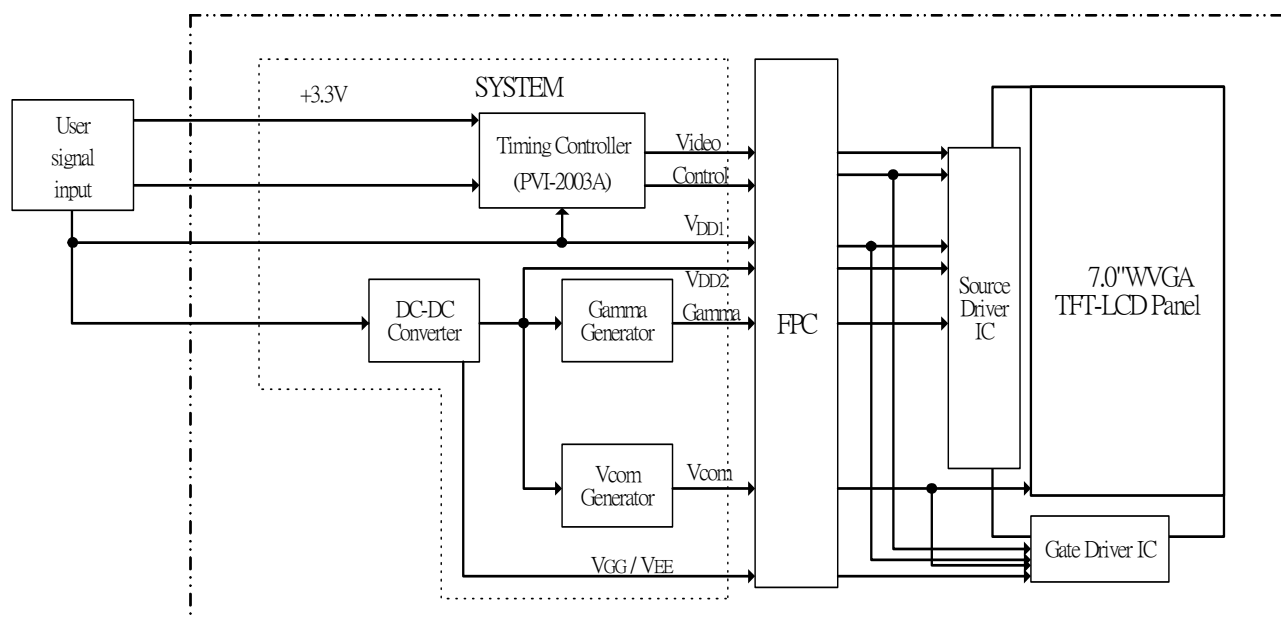 +3.3V
SYSTEM
User
signal
input
Timing Controller
(PVI-2003A)
Video
Control
VDD1
VDD2
DC-DC
Converter
Gamma
Generator
Gamma
FPC
Source
Driver
IC
7.0"WVGA
TFT-LCD Panel
Vcom
Generator
Vcom
Gate Driver IC
VGG / VEE